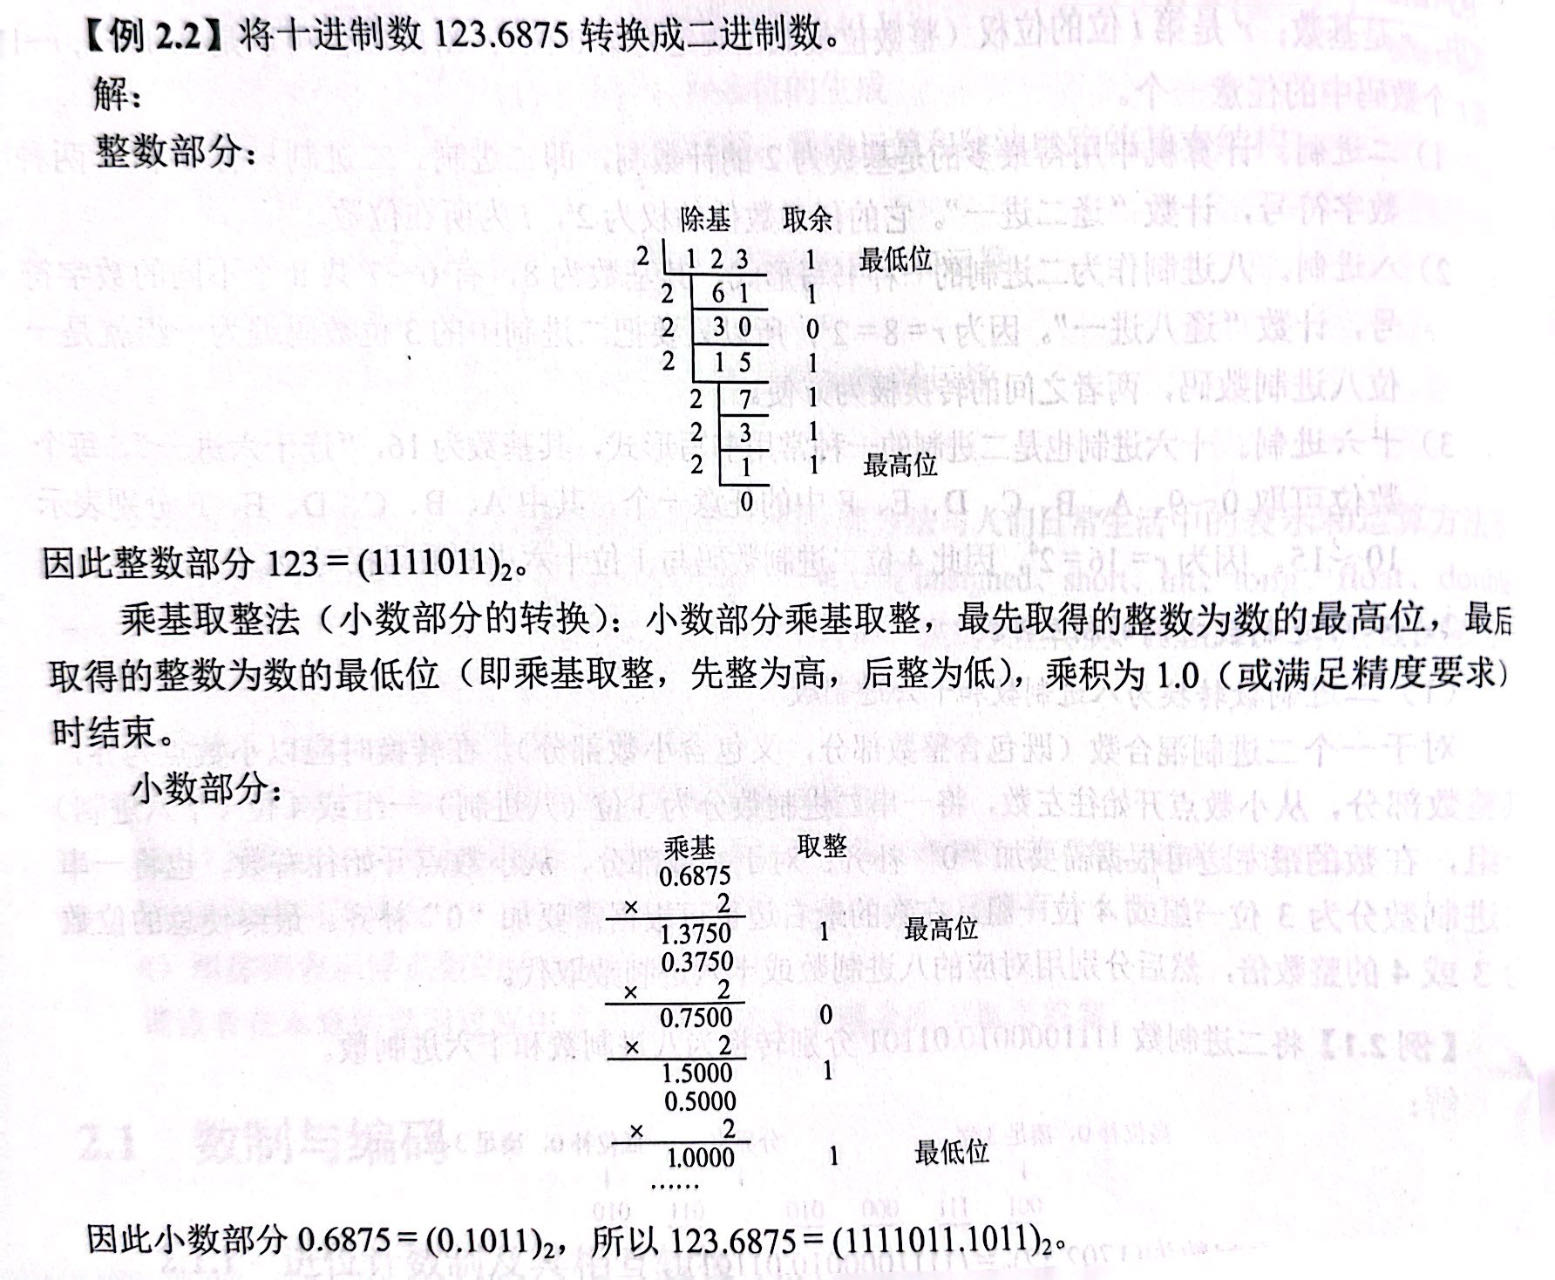 【例 2.2】将十进制数 123.6875 转换成二进制数。
解：
整数部分：
除基 取余
2 123 1 最低位
2 61 1
2 30 0
2 15 1
2 7 1
2 3 1
2 1 1 最高位
0
因此整数部分 123 = (1111011)₂。
乘基取整法（小数部分的转换）：小数部分乘基取整，最先取得的整数为数的最高位，最后
取得的整数为数的最低位（即乘基取整，先整为高，后整为低），乘积为 1.0（或满足精度要求）
时结束。
小数部分：
乘基 取整
0.6875
× 2
1.3750 1 最高位
0.3750
× 2
0.7500 0
× 2
1.5000 1
0.5000
× 2
1.0000 1 最低位
……
因此小数部分 0.6875 = (0.1011)₂，所以 123.6875 = (1111011.1011)₂。